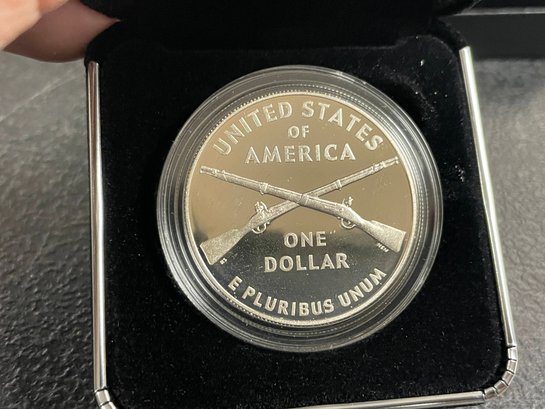 UNITED STATES
OF
AMERICA
ONE
DOLLAR
E PLURIBUS UNUM